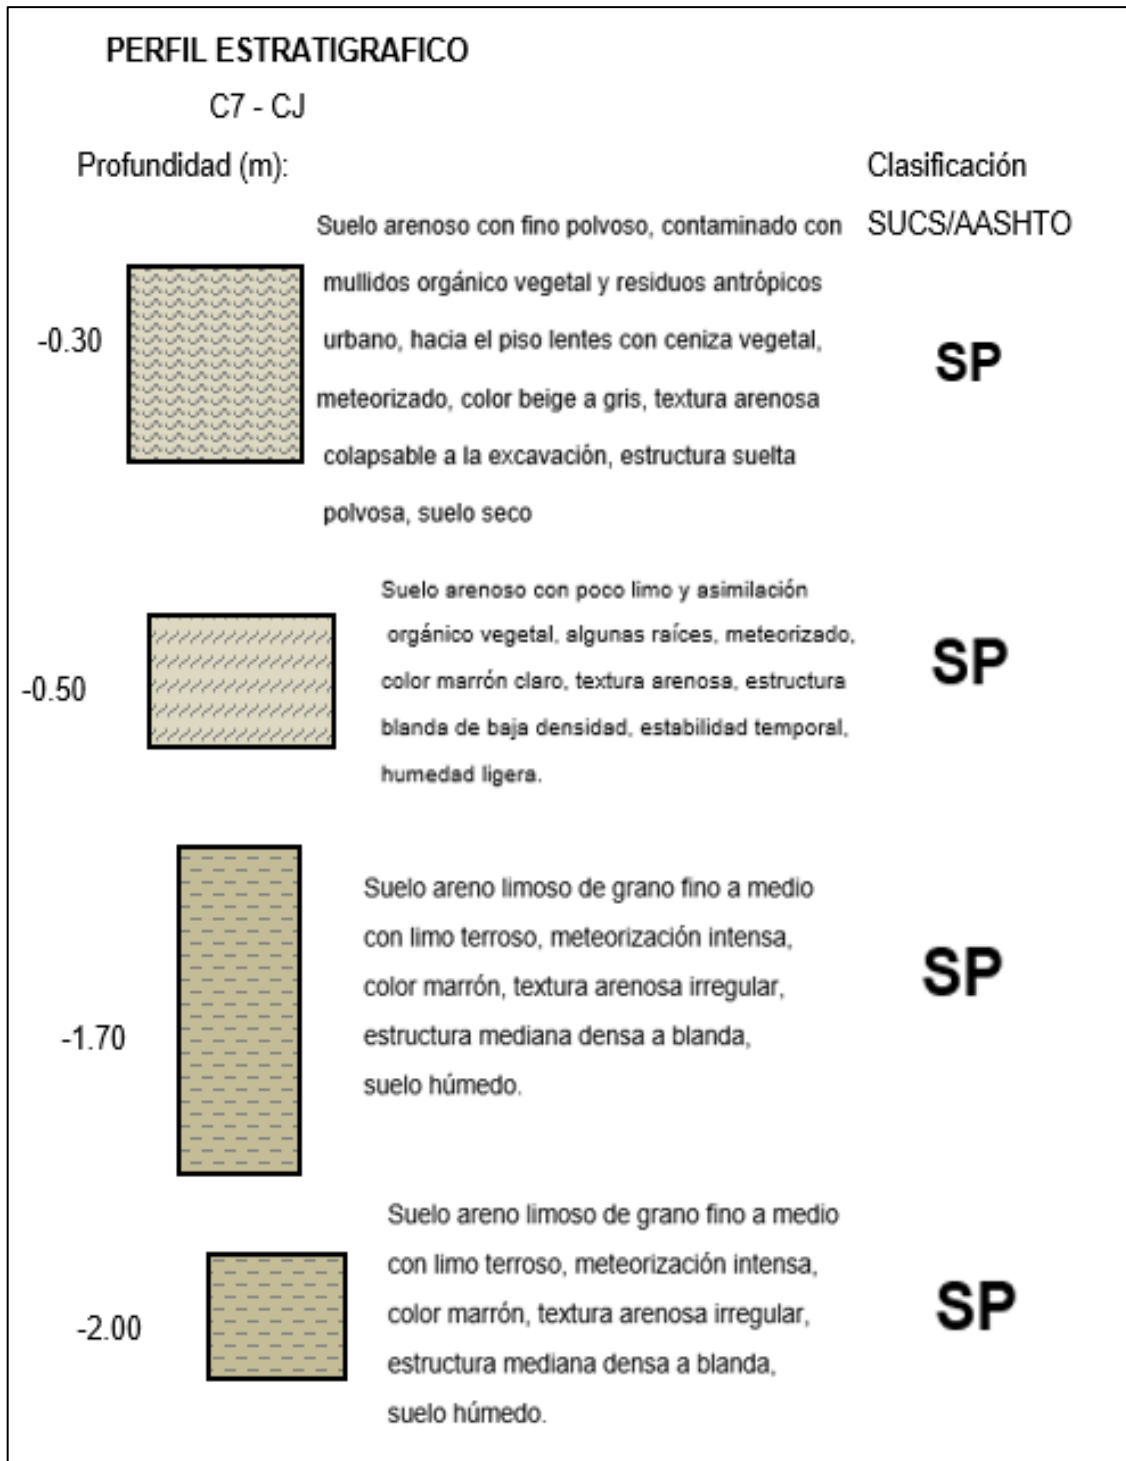 PERFIL ESTRATIGRAFICO
C7 - CJ
Profundidad (m):
Clasificación
SUCS/AASHTO
-0.30
Suelo arenoso con fino polvoso, contaminado con
mullidos orgánico vegetal y residuos antrópicos
urbano, hacia el piso lentes con ceniza vegetal,
meteorizado, color beige a gris, textura arenosa
colapsable a la excavación, estructura suelta
polvosa, suelo seco
SP
-0.50
Suelo arenoso con poco limo y asimilación
orgánico vegetal, algunas raíces, meteorizado,
color marrón claro, textura arenosa, estructura
blanda de baja densidad, estabilidad temporal,
humedad ligera.
SP
-1.70
Suelo areno limoso de grano fino a medio
con limo terroso, meteorización intensa,
color marrón, textura arenosa irregular,
estructura mediana densa a blanda,
suelo húmedo.
SP
-2.00
Suelo areno limoso de grano fino a medio
con limo terroso, meteorización intensa,
color marrón, textura arenosa irregular,
estructura mediana densa a blanda,
suelo húmedo.
SP